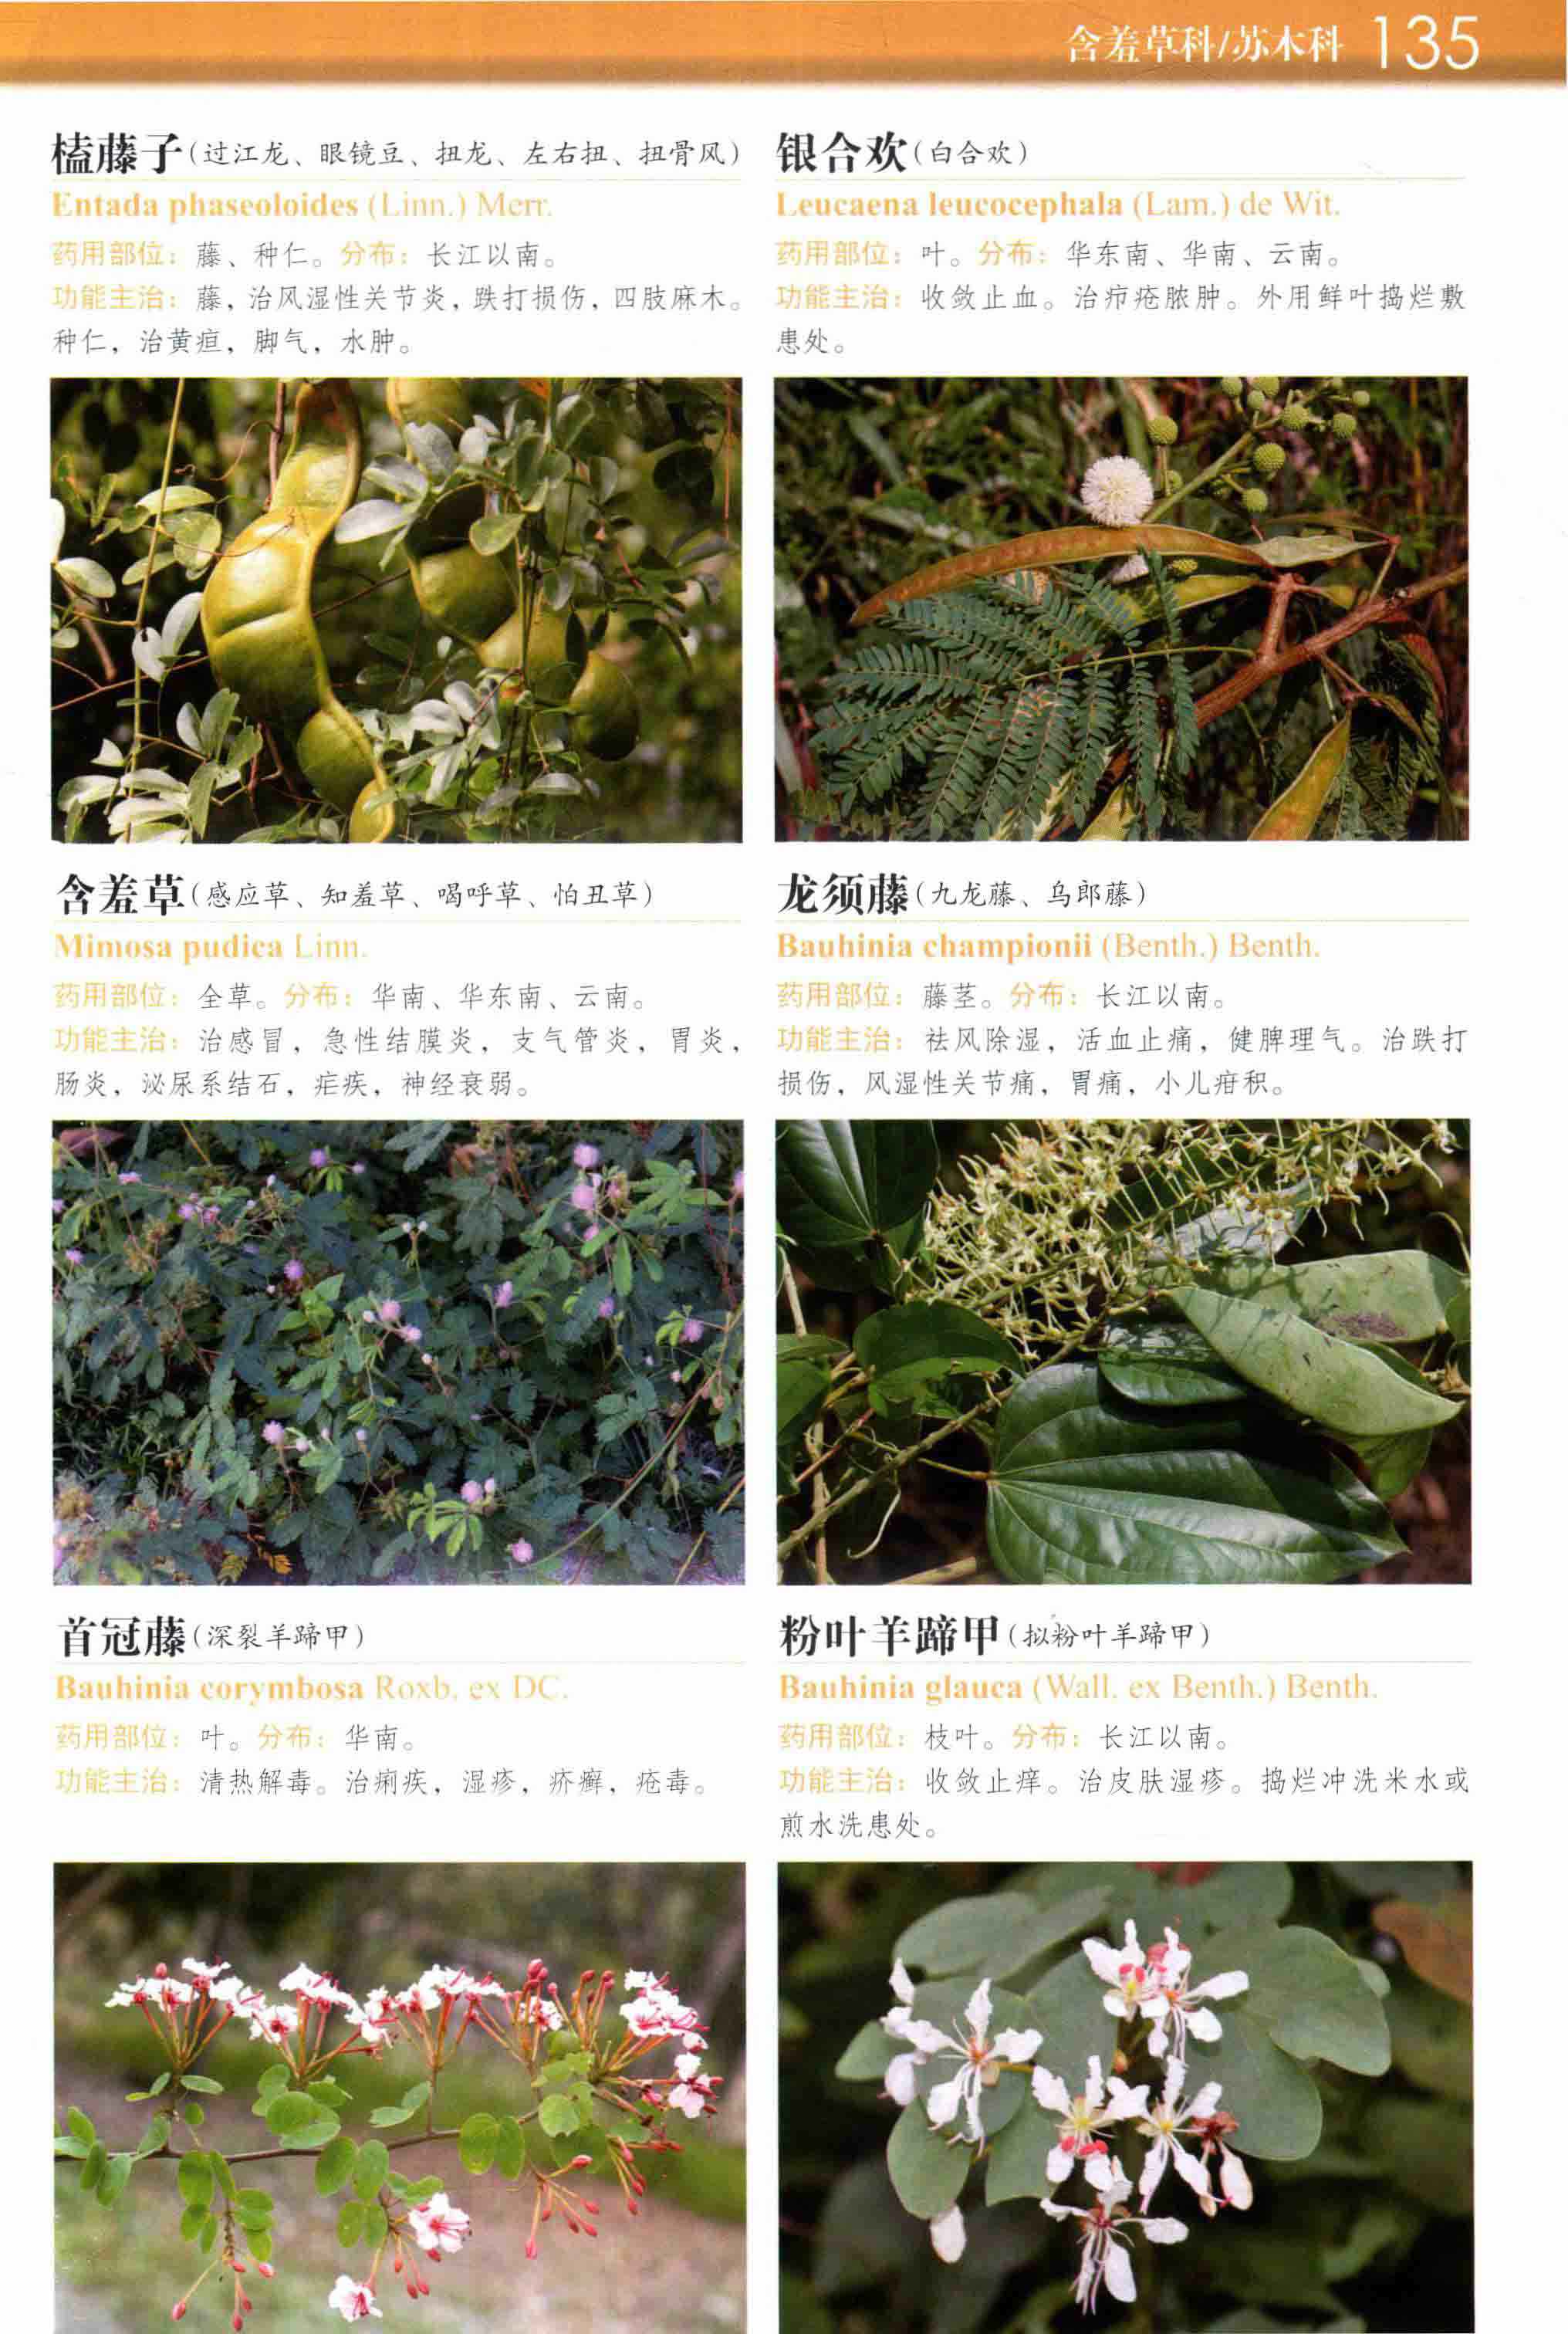 含羞草科/苏木科 135
榼藤子(过江龙、眼镜豆、扭龙、左右扭、扭骨风)
Entada phaseoloides (Linn.) Merr.
药用部位：藤、种仁。分布：长江以南。
功能主治：藤，治风湿性关节炎，跌打损伤，四肢麻木。
种仁，治黄疸，脚气，水肿。
银合欢(白合欢)
Leucaena leucocephala (Lam.) de Wit.
药用部位：叶。分布：华东南、华南、云南。
功能主治：收敛止血。治疖疮脓肿。外用鲜叶捣烂敷
患处。
含羞草(感应草、知羞草、喝呼草、怕丑草)
Mimosa pudica Linn.
药用部位：全草。分布：华南、华东南、云南。
功能主治：治感冒，急性结膜炎，支气管炎，胃炎，
肠炎，泌尿系结石，疟疾，神经衰弱。
龙须藤(九龙藤、乌郎藤)
Bauhinia championii (Benth.) Benth.
药用部位：藤茎。分布：长江以南。
功能主治：祛风除湿，活血止痛，健脾理气。治跌打
损伤，风湿性关节痛，胃痛，小儿疳积。
首冠藤(深裂羊蹄甲)
Bauhinia corymbosa Roxb. ex DC.
药用部位：叶。分布：华南。
功能主治：清热解毒。治痢疾，湿疹，疥癣，疮毒。
粉叶羊蹄甲(拟粉叶羊蹄甲)
Bauhinia glauca (Wall. ex Benth.) Benth.
药用部位：枝叶。分布：长江以南。
功能主治：收敛止痒。治皮肤湿疹。捣烂冲洗米水或
煎水洗患处。